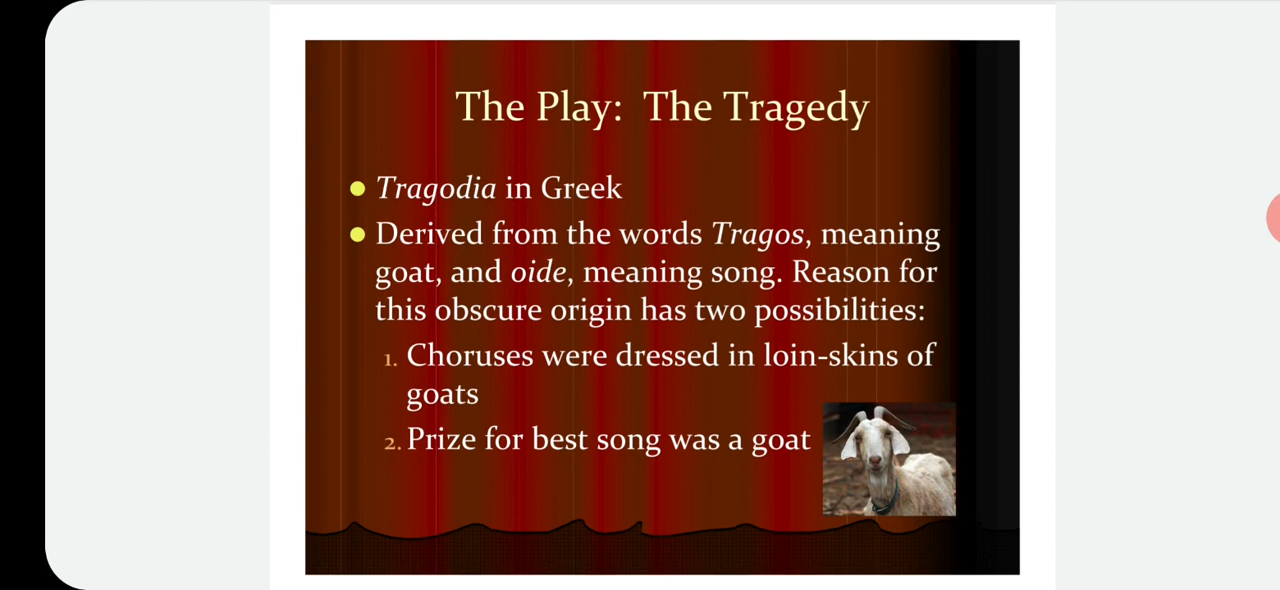 The Play: The Tragedy
Tragodia in Greek
Derived from the words Tragos, meaning
goat, and oide, meaning song. Reason for
this obscure origin has two possibilities:
1. Choruses were dressed in loin-skins of
goats
2. Prize for best song was a goat